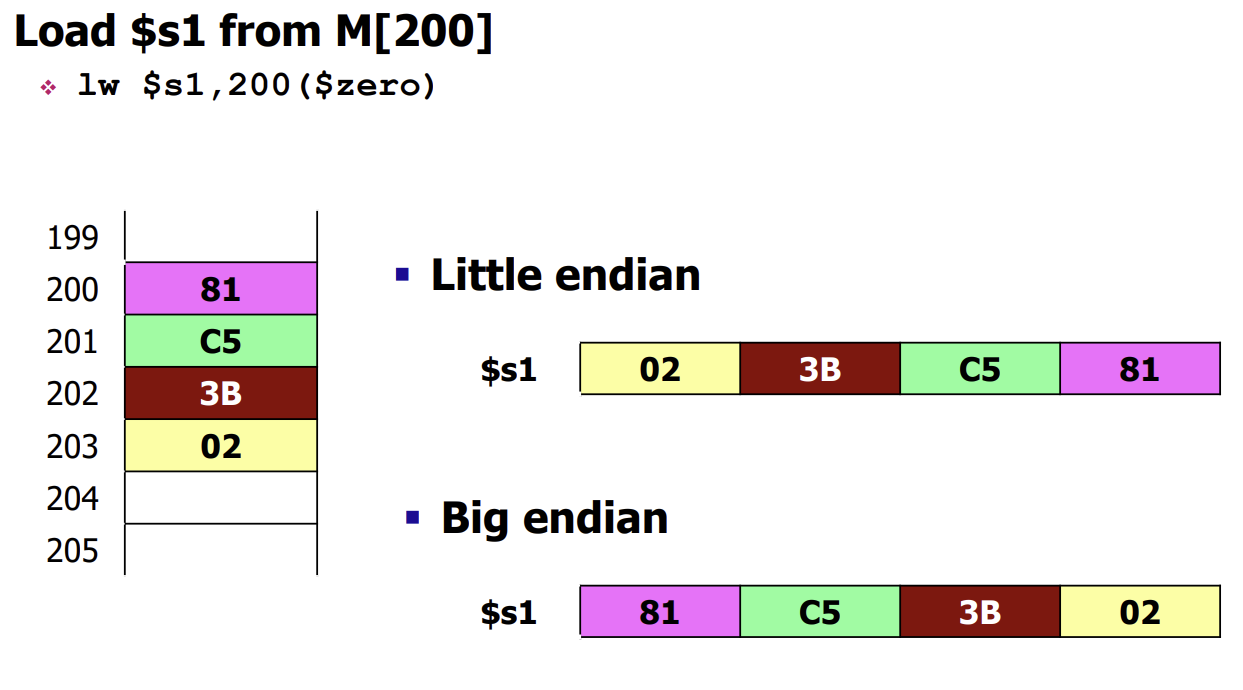 Load $s1 from M[200]
❖ lw $s1,200($zero)
199
200 81
201 C5
202 3B
203 02
204
205
▪ Little endian
$s1 02 3B C5 81
▪ Big endian
$s1 81 C5 3B 02